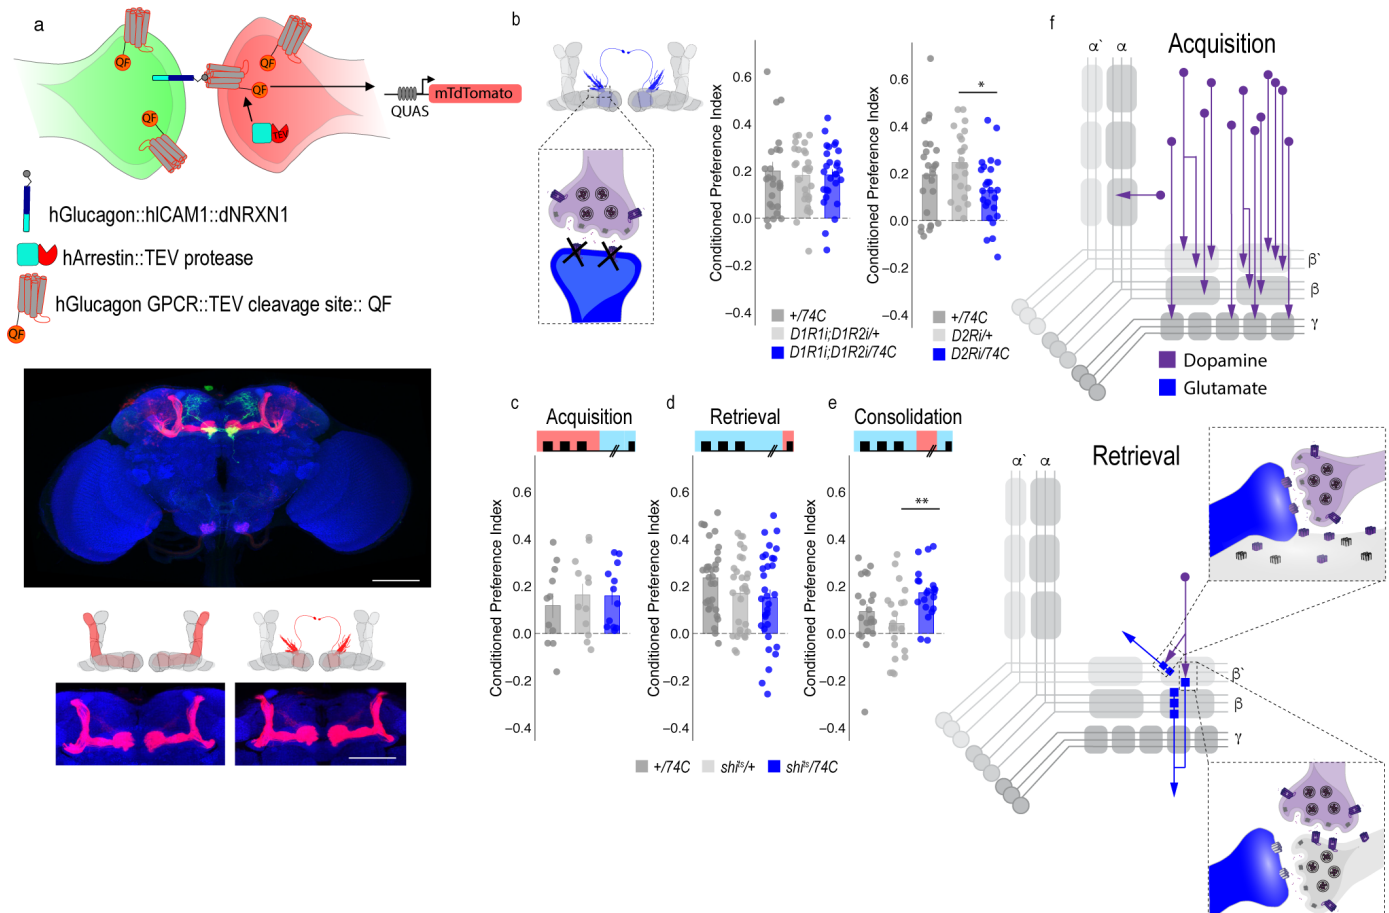 a
QF
QF
QF
QF
TEV
QUAS
mTdTomato
hGlucagon::hICAM1::dNRXN1
hArrestin::TEV protease
hGlucagon GPCR::TEV cleavage site:: QF
QF
b
Conditioned Preference Index
0.6
0.4
0.2
0.0
−0.2
−0.4
+/74C
D1R1i;D1R2i/+
D1R1i;D1R2i/74C
Conditioned Preference Index
*
0.6
0.4
0.2
0.0
−0.2
−0.4
+/74C
D2Ri/+
D2Ri/74C
c
Acquisition
Conditioned Preference Index
0.6
0.4
0.2
0.0
−0.2
−0.4
d
Retrieval
Conditioned Preference Index
0.6
0.4
0.2
0.0
−0.2
−0.4
e
Consolidation
Conditioned Preference Index
**
0.6
0.4
0.2
0.0
−0.2
−0.4
+/74C
shits/+
shits/74C
f
α` α
Acquisition
β`
β
γ
Dopamine
Glutamate
α` α
Retrieval
β`
β
γ